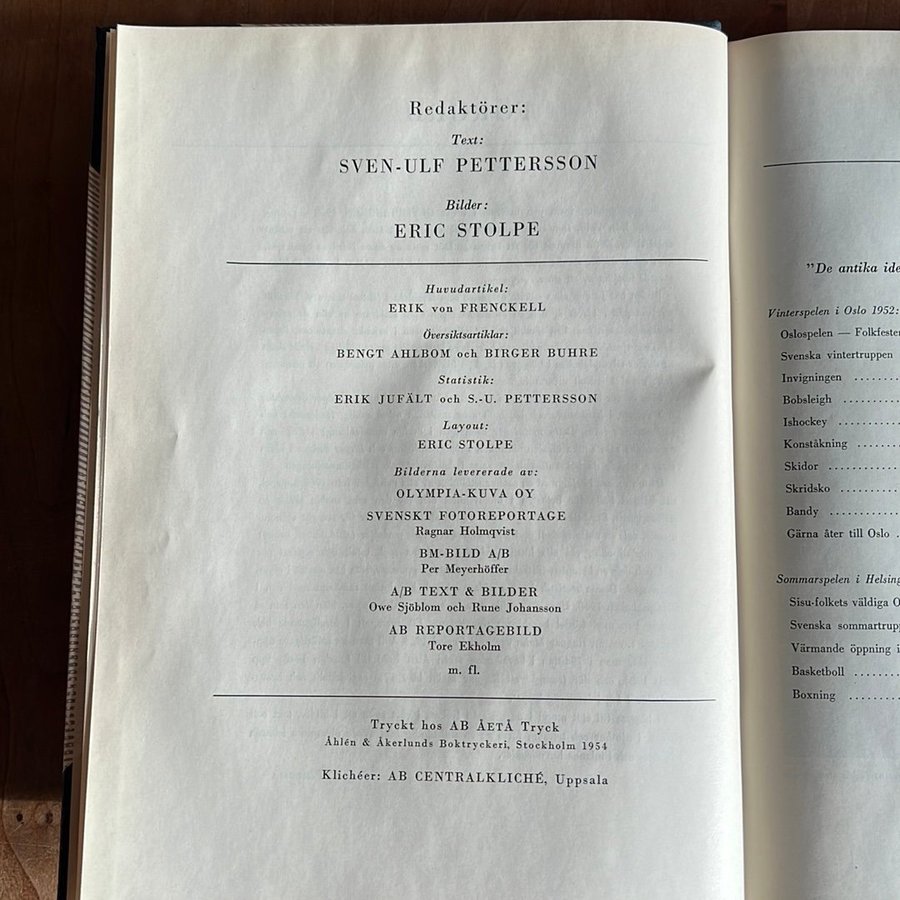 Redaktörer:
Text:
SVEN-ULF PETTERSSON
Bilder:
ERIC STOLPE
Huvudartikel:
ERIK von FRENCKELL
Översiktsartiklar:
BENGT AHLBOM och BIRGER BUHRE
Statistik:
ERIK JUFÄLT och S.-U. PETTERSSON
Layout:
ERIC STOLPE
Bilderna levererade av:
OLYMPIA-KUVA OY
SVENSKT FOTOREPORTAGE
Ragnar Holmqvist
BM-BILD A/B
Per Meyerhöffer
A/B TEXT & BILDER
Owe Sjöblom och Rune Johansson
AB REPORTAGEBILD
Tore Ekholm
m. fl.
Tryckt hos AB ÅETÅ Tryck
Åhlén & Åkerlunds Boktryckeri, Stockholm 1954
Klichéer: AB CENTRALKLICHÉ, Uppsala
"De antika ide
Vinterspelen i Oslo 1952:
Oslospelen — Folkfester
Svenska vintertruppen
Invigningen ........
Bobsleigh ........
Ishockey ........
Konståkning ........
Skidor ........
Skridsko ........
Bandy ........
Gärna åter till Oslo .
Sommarspelen i Helsing
Sisu-folkets väldiga O
Svenska sommartrupp
Värmande öppning i
Basketboll ........
Boxning ........